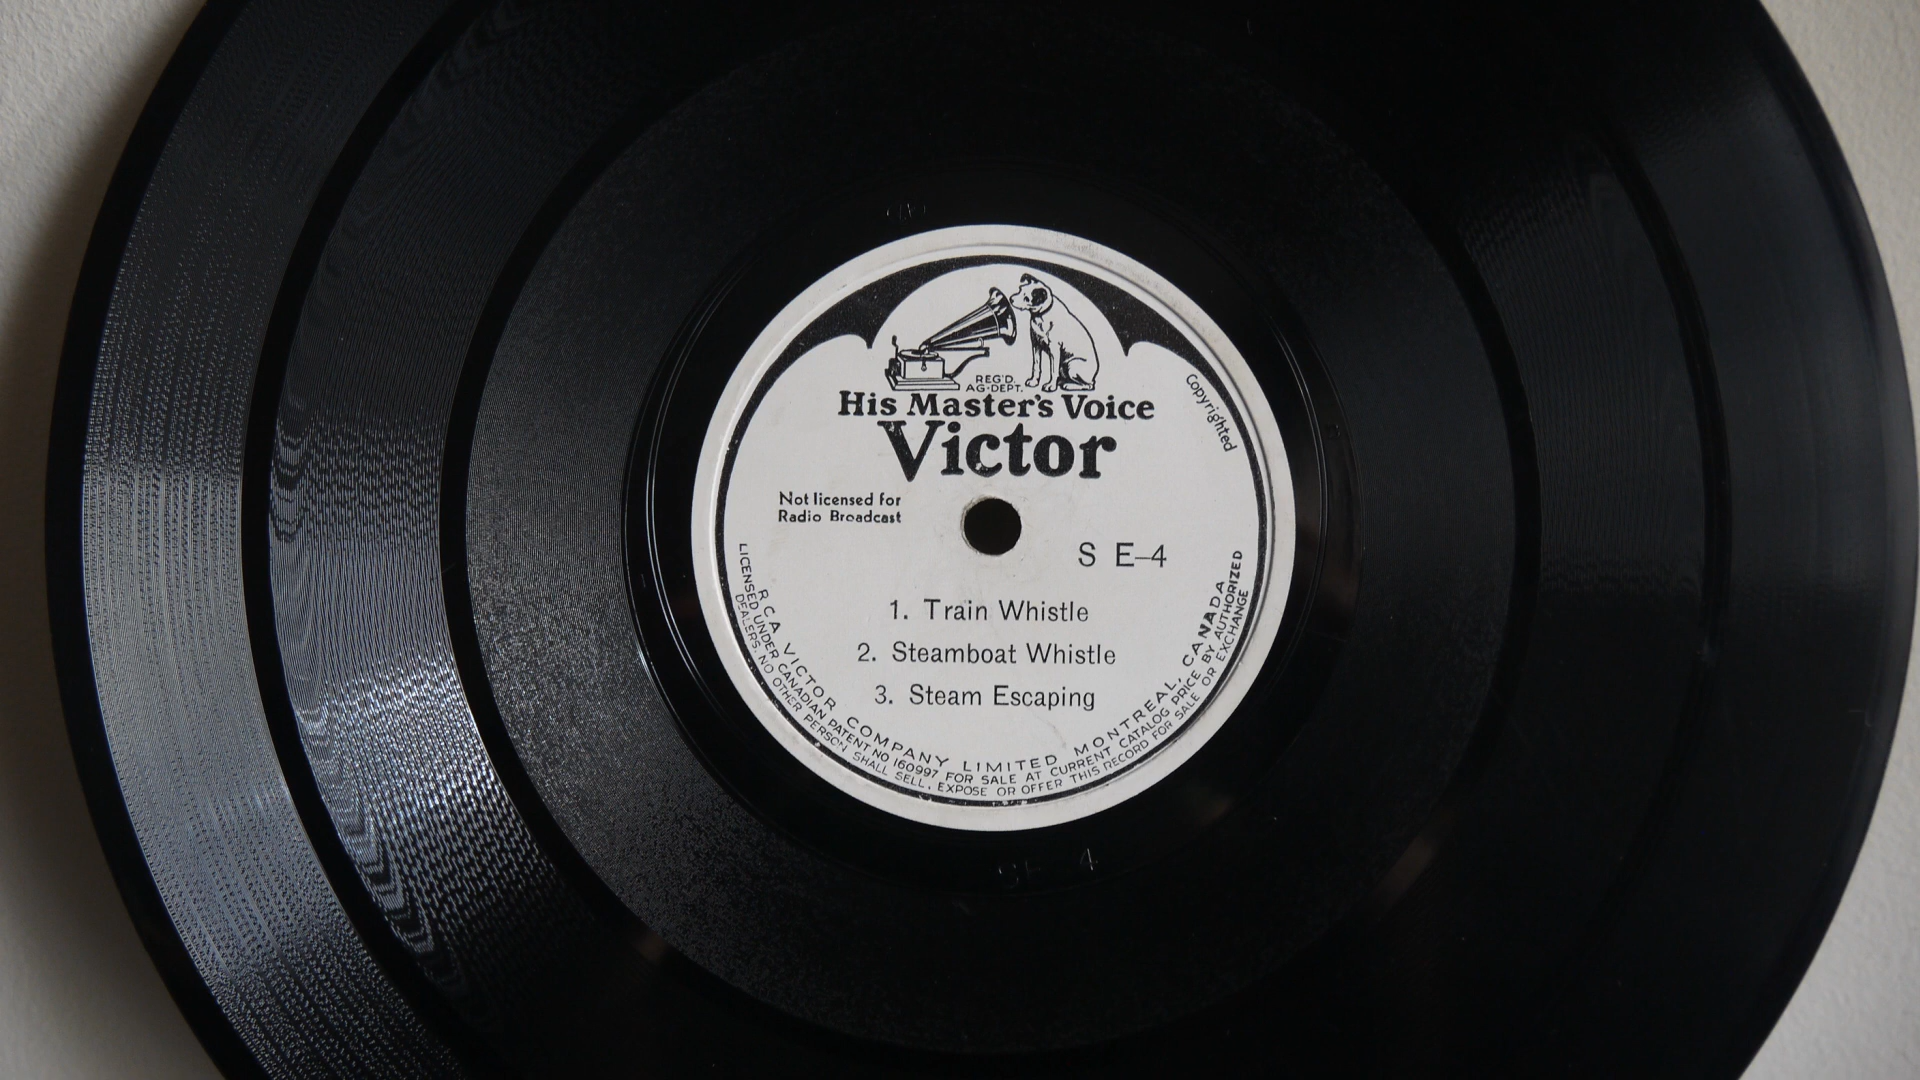 REG'D.
AG-DEPT.
His Master's Voice
Victor
Copyrighted
Not licensed for
Radio Broadcast
S E-4
1. Train Whistle
2. Steamboat Whistle
3. Steam Escaping
R C A VICTOR COMPANY LIMITED MONTREAL, CANADA
LICENSED UNDER CANADIAN PATENT NO 160997, FOR SALE AT CURRENT CATALOG PRICE BY AUTHORIZED
DEALERS, NO OTHER PERSON SHALL SELL, EXPOSE OR OFFER THIS RECORD FOR SALE OR EXCHANGE
SE 4